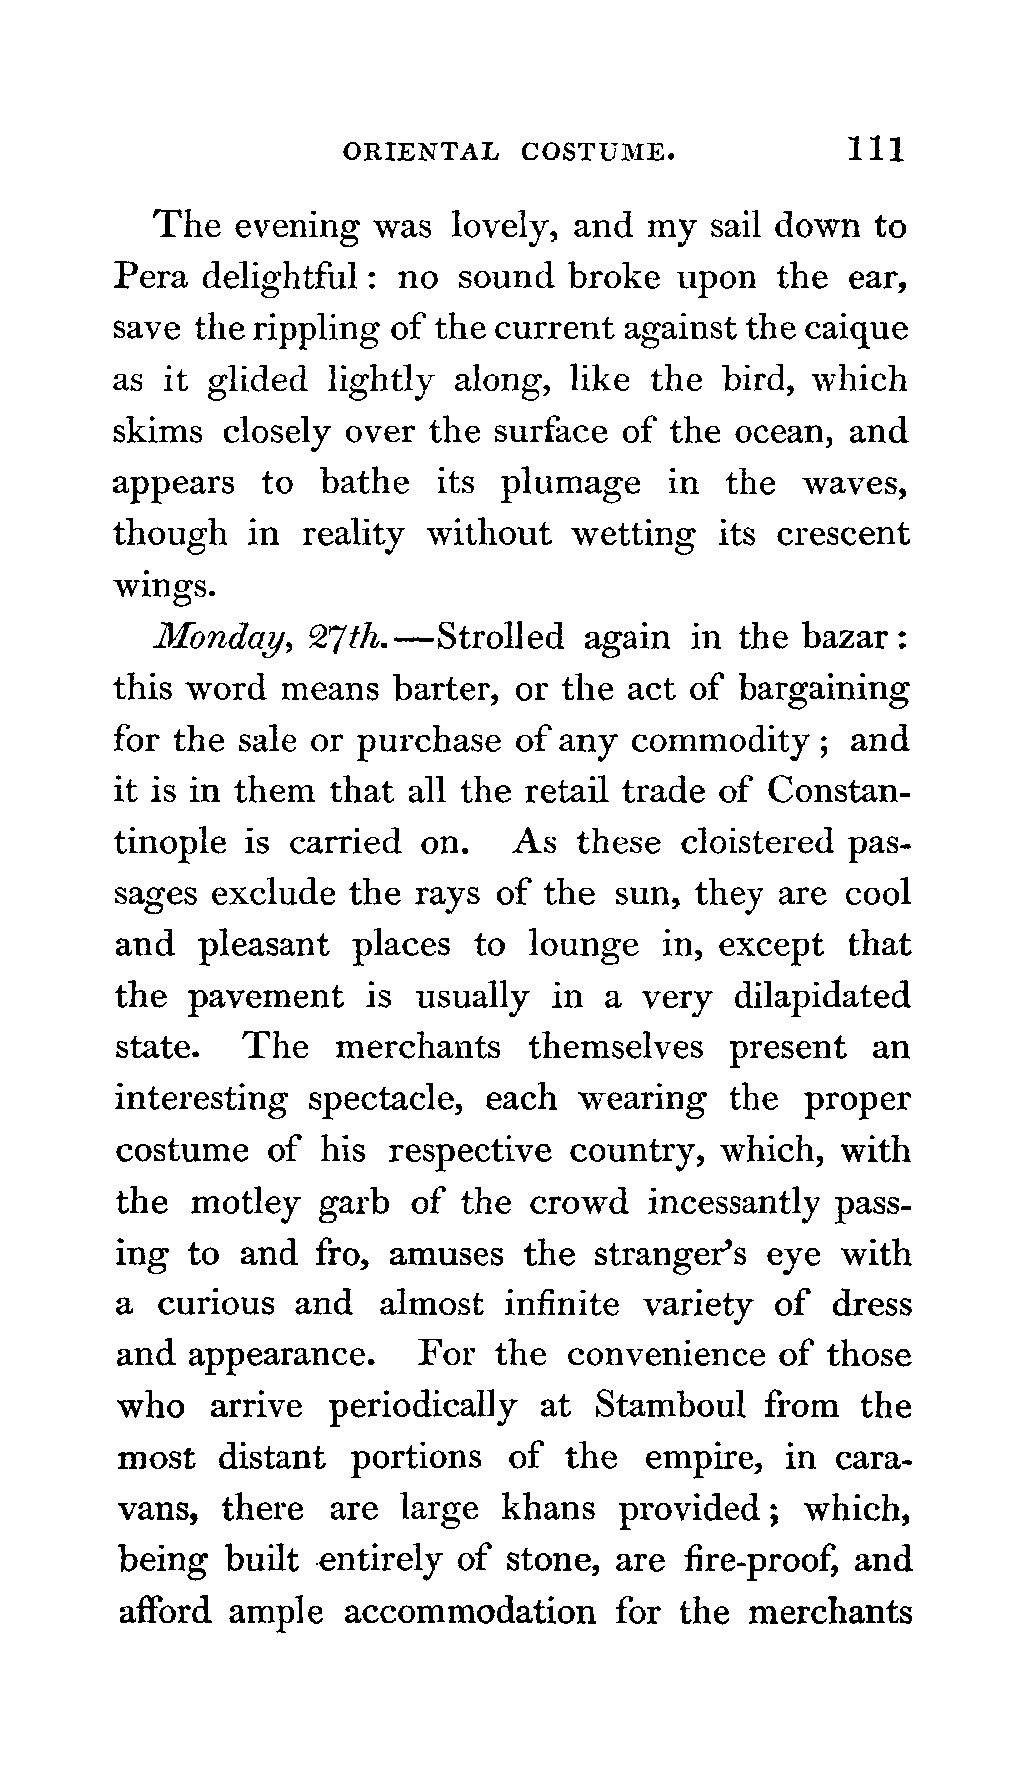 ORIENTAL COSTUME. 111
The evening was lovely, and my sail down to
Pera delightful: no sound broke upon the ear,
save the rippling of the current against the caique
as it glided lightly along, like the bird, which
skims closely over the surface of the ocean, and
appears to bathe its plumage in the waves,
though in reality without wetting its crescent
wings.
Monday, 27th.—Strolled again in the bazar:
this word means barter, or the act of bargaining
for the sale or purchase of any commodity; and
it is in them that all the retail trade of Constan-
tinople is carried on. As these cloistered pas-
sages exclude the rays of the sun, they are cool
and pleasant places to lounge in, except that
the pavement is usually in a very dilapidated
state. The merchants themselves present an
interesting spectacle, each wearing the proper
costume of his respective country, which, with
the motley garb of the crowd incessantly pass-
ing to and fro, amuses the stranger's eye with
a curious and almost infinite variety of dress
and appearance. For the convenience of those
who arrive periodically at Stamboul from the
most distant portions of the empire, in cara-
vans, there are large khans provided; which,
being built entirely of stone, are fire-proof, and
afford ample accommodation for the merchants